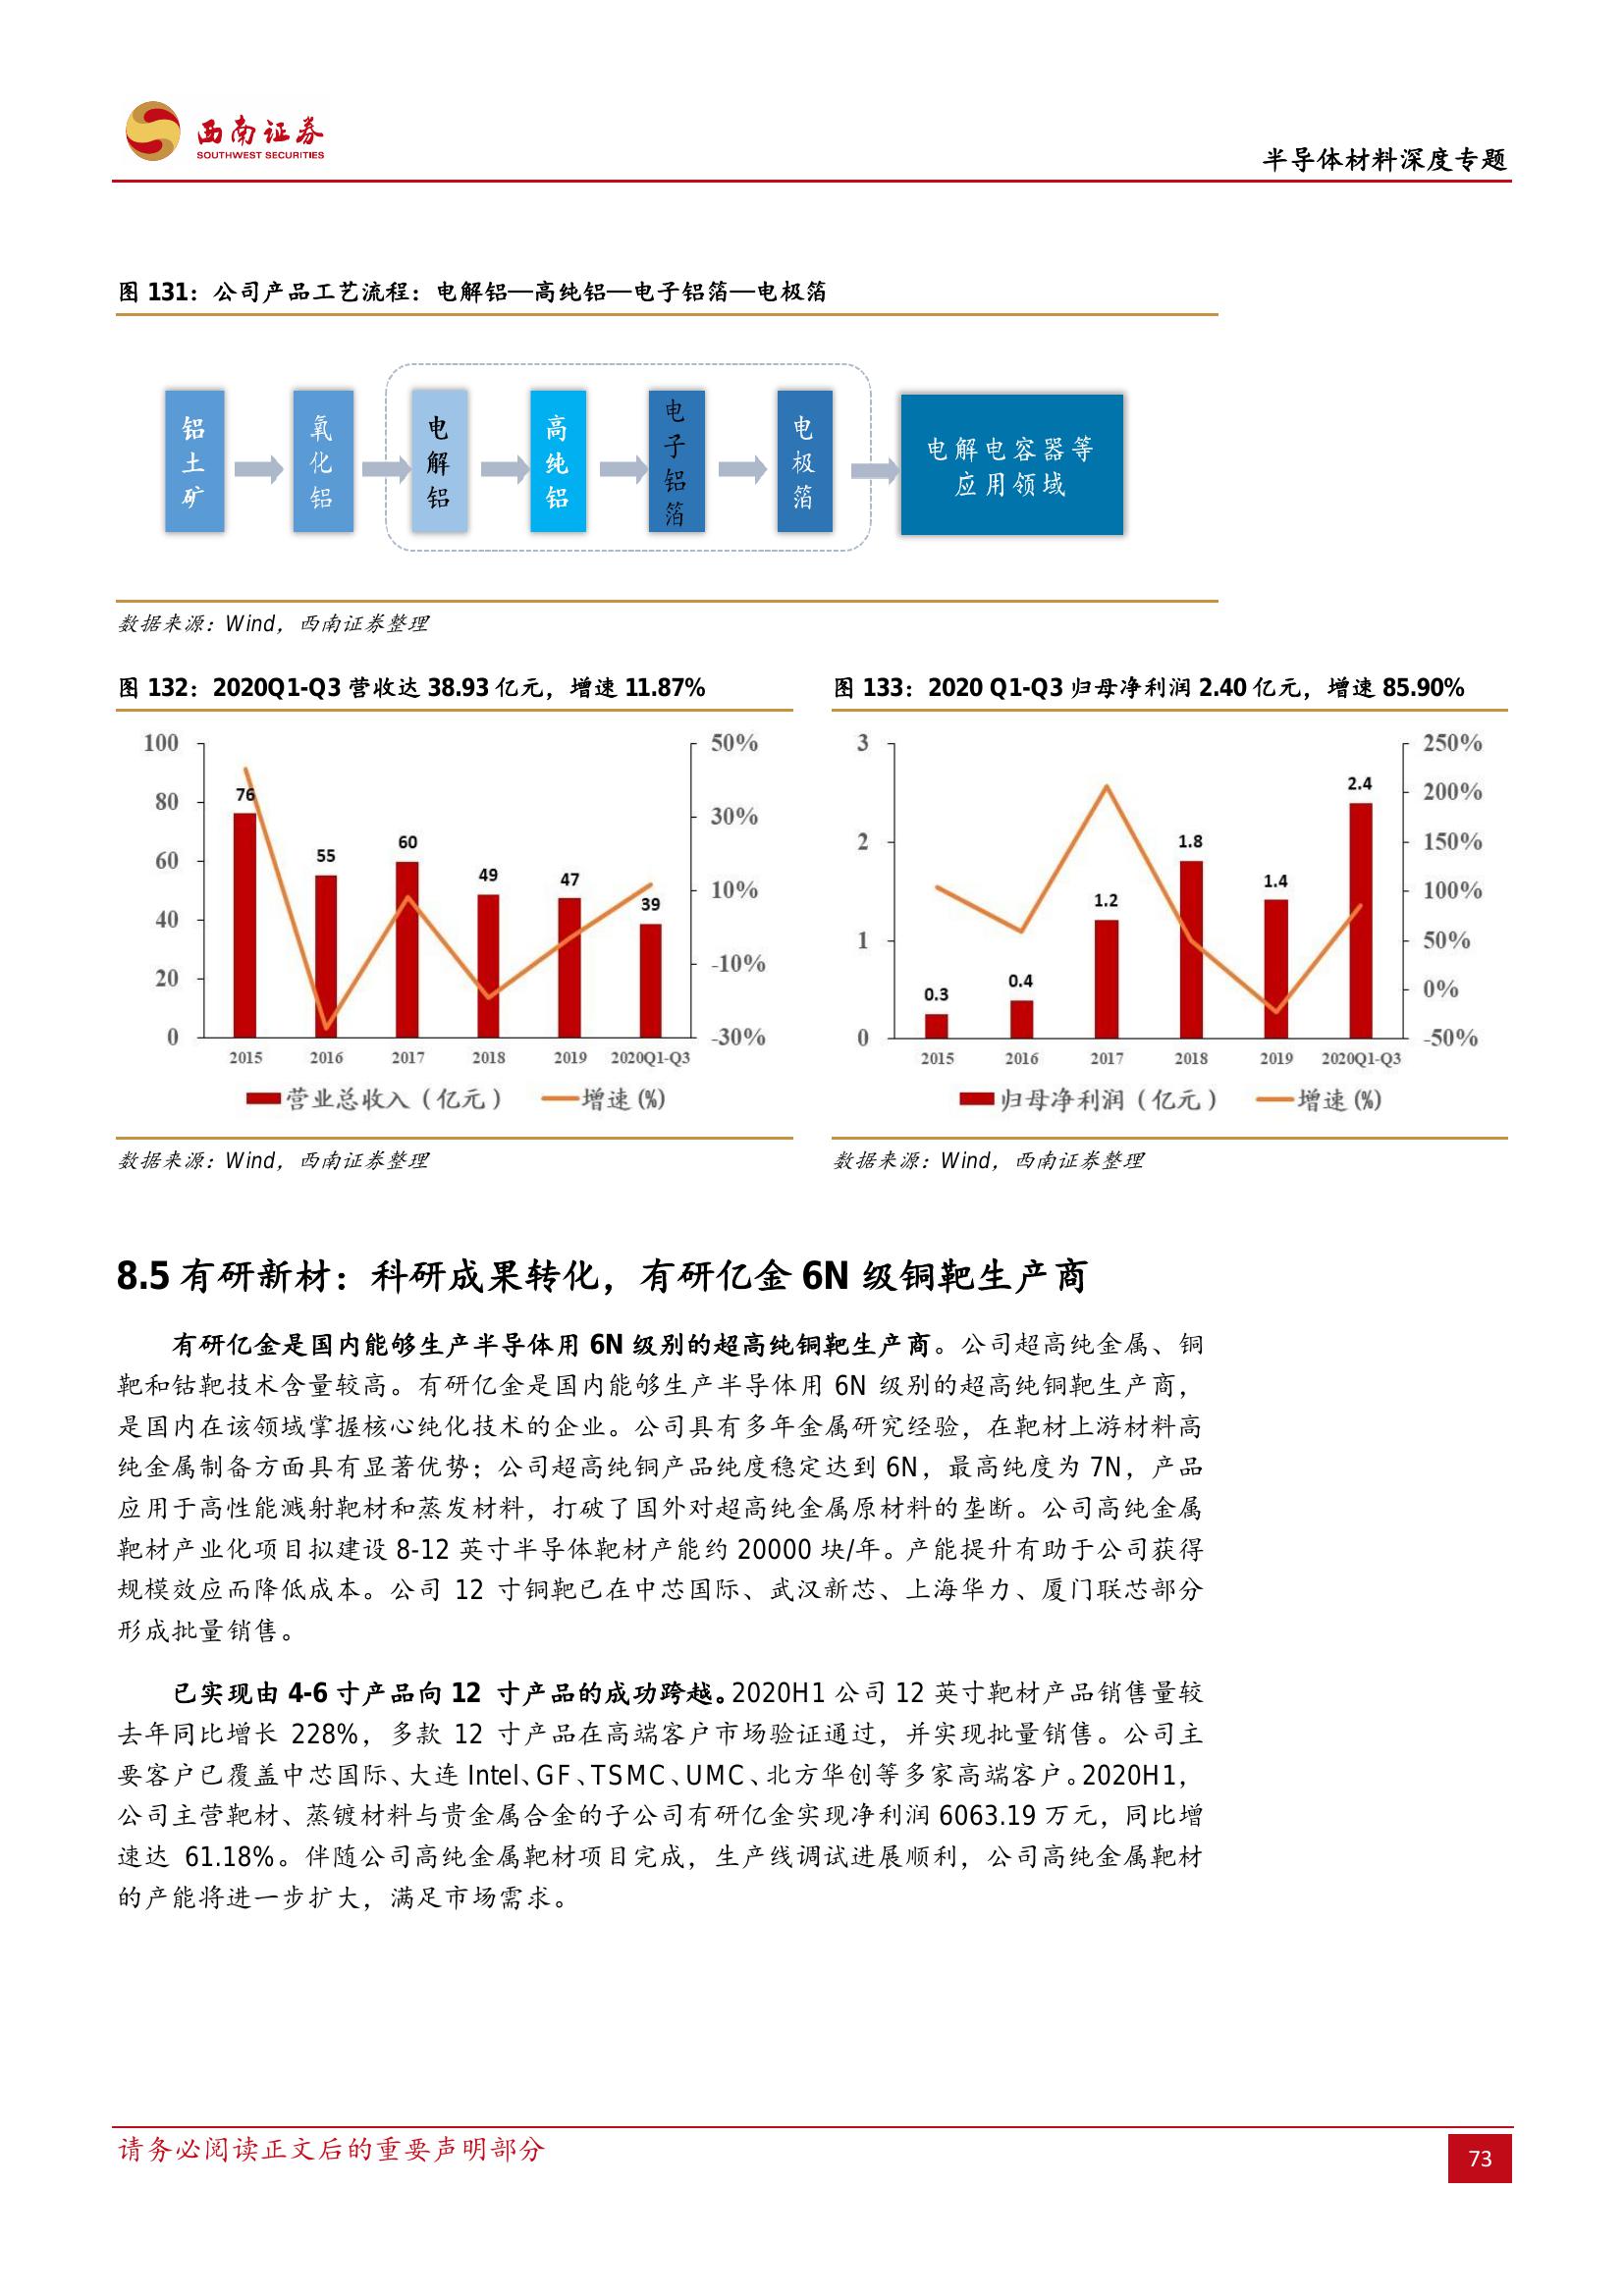 西南证券
SOUTHWEST SECURITIES
半导体材料深度专题
图 131：公司产品工艺流程：电解铝—高纯铝—电子铝箔—电极箔
铝土矿
氧化铝
电解铝
高纯铝
电子铝箔
电极箔
电解电容器等
应用领域
数据来源：Wind，西南证券整理
图 132：2020Q1-Q3 营收达 38.93 亿元，增速 11.87%
100
80
60
40
20
0
50%
30%
10%
-10%
-30%
76
55
60
49
47
39
2015
2016
2017
2018
2019
2020Q1-Q3
营业总收入（亿元）
增速(%)
数据来源：Wind，西南证券整理
图 133：2020 Q1-Q3 归母净利润 2.40 亿元，增速 85.90%
3
2
1
0
250%
200%
150%
100%
50%
0%
-50%
0.3
0.4
1.2
1.8
1.4
2.4
2015
2016
2017
2018
2019
2020Q1-Q3
归母净利润（亿元）
增速(%)
数据来源：Wind，西南证券整理
8.5 有研新材：科研成果转化，有研亿金 6N 级铜靶生产商
有研亿金是国内能够生产半导体用 6N 级别的超高纯铜靶生产商。公司超高纯金属、铜
靶和钴靶技术含量较高。有研亿金是国内能够生产半导体用 6N 级别的超高纯铜靶生产商，
是国内在该领域掌握核心纯化技术的企业。公司具有多年金属研究经验，在靶材上游材料高
纯金属制备方面具有显著优势；公司超高纯铜产品纯度稳定达到 6N，最高纯度为 7N，产品
应用于高性能溅射靶材和蒸发材料，打破了国外对超高纯金属原材料的垄断。公司高纯金属
靶材产业化项目拟建设 8-12 英寸半导体靶材产能约 20000 块/年。产能提升有助于公司获得
规模效应而降低成本。公司 12 寸铜靶已在中芯国际、武汉新芯、上海华力、厦门联芯部分
形成批量销售。
已实现由 4-6 寸产品向 12 寸产品的成功跨越。2020H1 公司 12 英寸靶材产品销售量较
去年同比增长 228%，多款 12 寸产品在高端客户市场验证通过，并实现批量销售。公司主
要客户已覆盖中芯国际、大连 Intel、GF、TSMC、UMC、北方华创等多家高端客户。2020H1，
公司主营靶材、蒸镀材料与贵金属合金的子公司有研亿金实现净利润 6063.19 万元，同比增
速达 61.18%。伴随公司高纯金属靶材项目完成，生产线调试进展顺利，公司高纯金属靶材
的产能将进一步扩大，满足市场需求。
请务必阅读正文后的重要声明部分
73